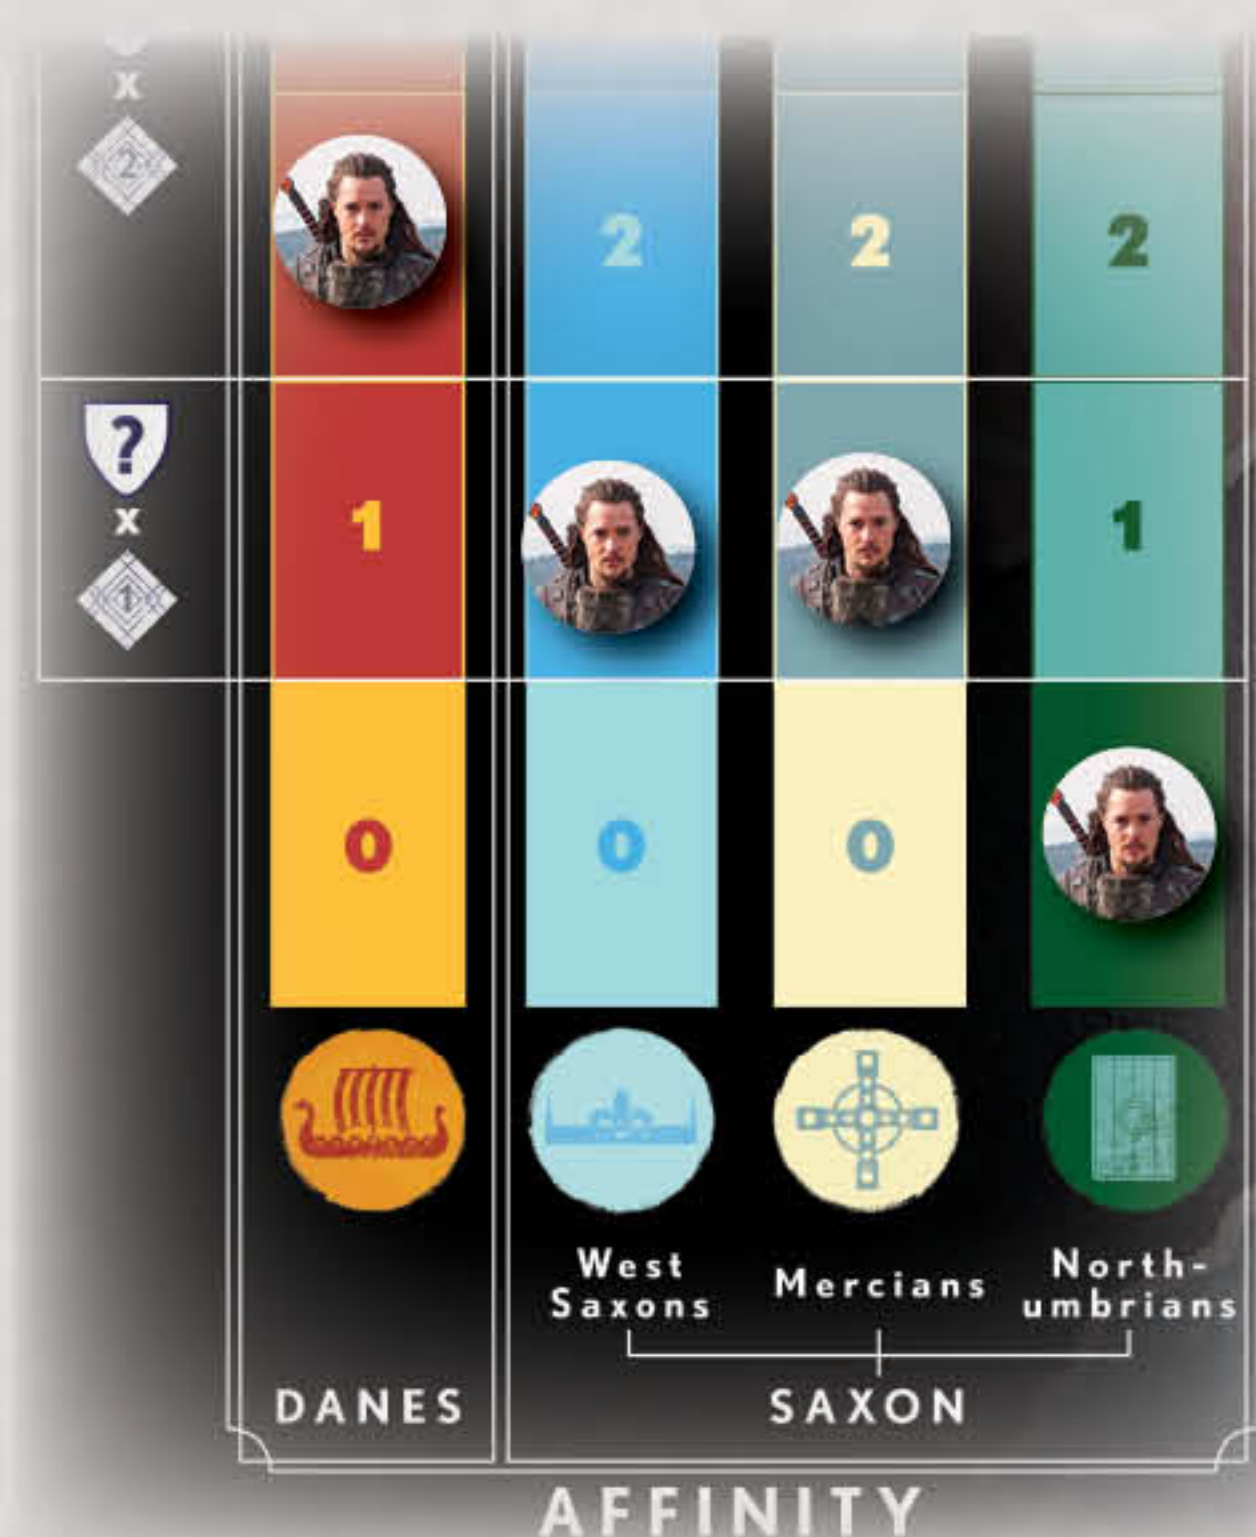 x
2
2 2 2
?
x
1
1 1
0 0 0
West
Saxons
Mercians
North-
umbrians
DANES
SAXON
AFFINITY